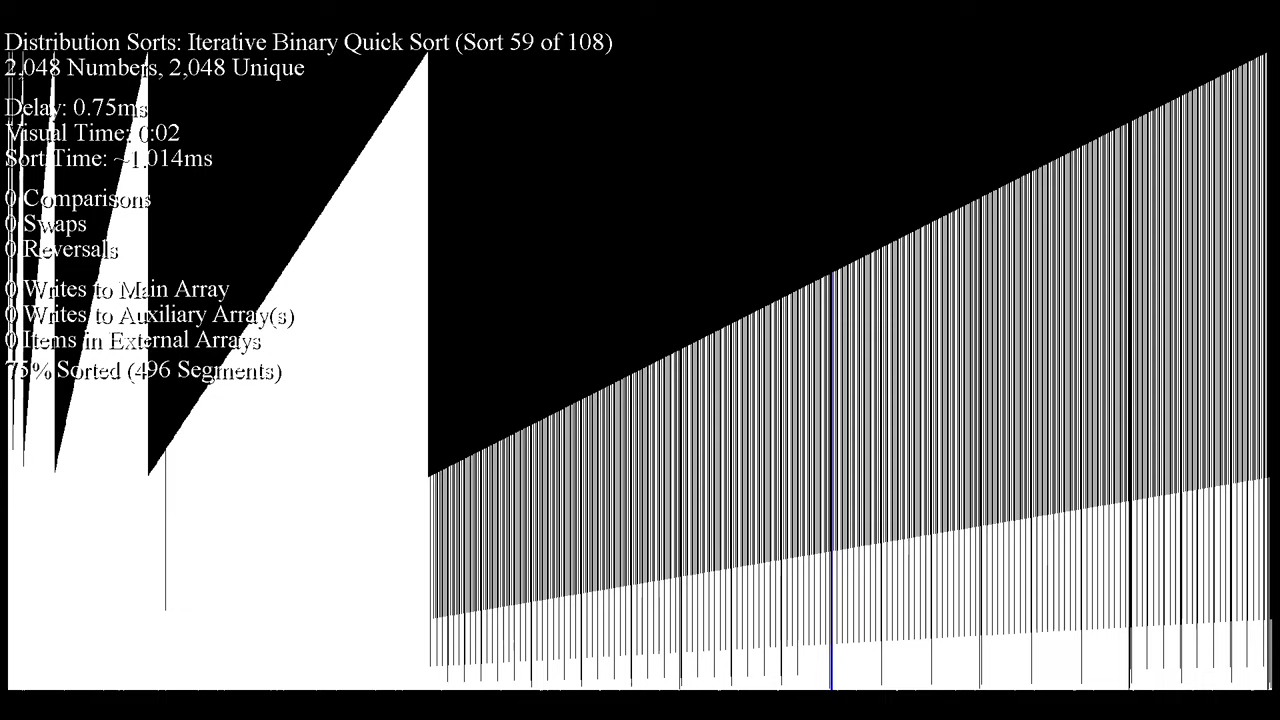 Distribution Sorts: Iterative Binary Quick Sort (Sort 59 of 108)
2,048 Numbers, 2,048 Unique
Delay: 0.75ms
Visual Time: 0:02
Sort Time: ~1.014ms
0 Comparisons
0 Swaps
0 Reversals
0 Writes to Main Array
0 Writes to Auxiliary Array(s)
0 Items in External Arrays
75% Sorted (496 Segments)